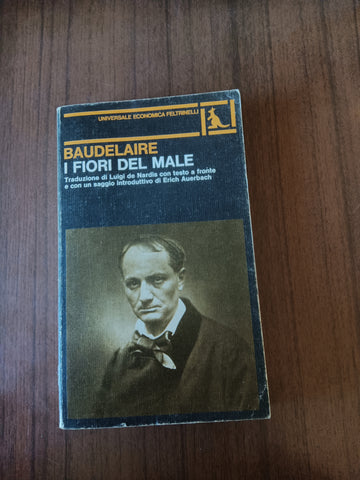 UNIVERSALE ECONOMICA FELTRINELLI
BAUDELAIRE
I FIORI DEL MALE
Traduzione di Luigi de Nardis con testo a fronte
e con un saggio introduttivo di Erich Auerbach